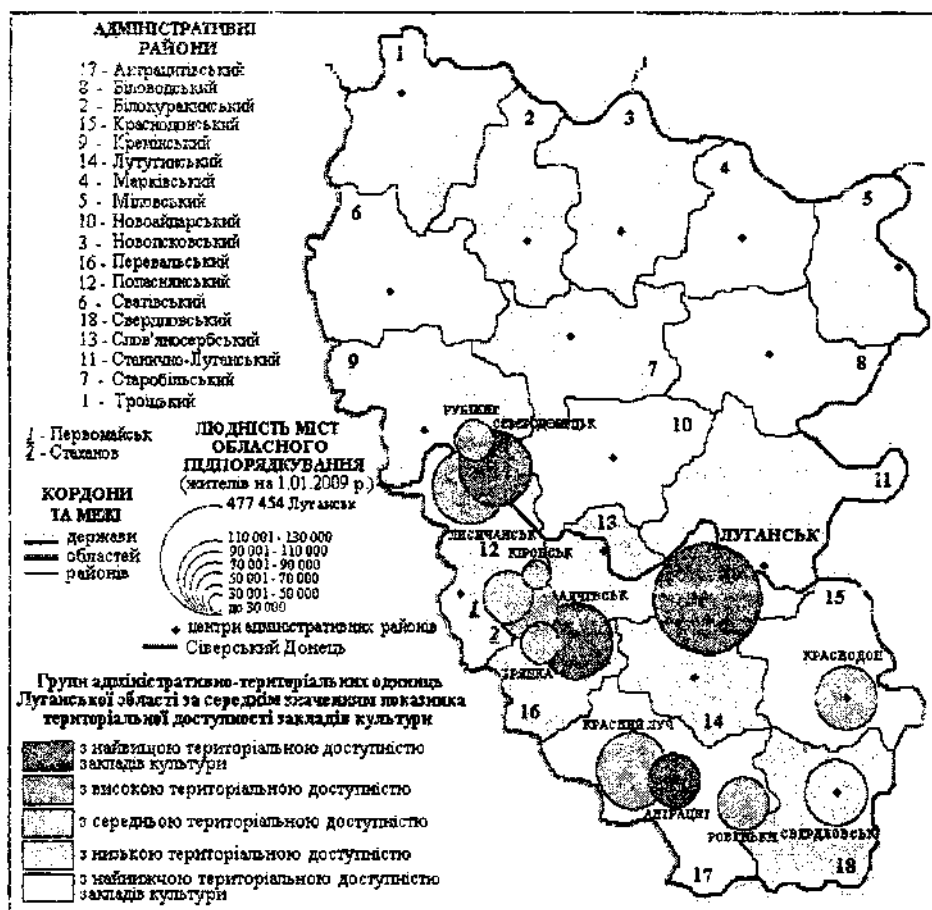 АДМІНІСТРАТИВНІ
РАЙОНИ
17 - Антрацитівський
8 - Біловодський
2 - Білокуракинський
15 - Краснодонський
9 - Кремінський
14 - Лутугинський
4 - Марківський
5 - Міловський
10 - Новоайдарський
3 - Новопсковський
16 - Перевальський
12 - Попаснянський
6 - Сватівський
18 - Свердловський
13 - Слов'яносербський
11 - Станично-Луганський
7 - Старобільський
1 - Троїцький
1 - Первомайськ
2 - Стаханов
КОРДОНИ
ТА МЕЖІ
держави
областей
районів
ЛЮДНІСТЬ МІСТ
ОБЛАСНОГО
ПІДПОРЯДКУВАННЯ
(жителів на 1.01.2009 р.)
477 454 Луганськ
110 001 - 130 000
90 001 - 110 000
70 001 - 90 000
50 001 - 70 000
30 001 - 50 000
до 30 000
центри адміністративних районів
Сіверський Донець
Групи адміністративно-територіальних одиниць
Луганської області за середнім значенням показника
територіальної доступності закладів культури
з найвищою територіальною доступністю
закладів культури
з високою територіальною доступністю
з середньою територіальною доступністю
з низькою територіальною доступністю
з найнижчою територіальною доступністю
закладів культури
1
2
3
4
5
6
7
8
9
РУБІЖНЕ
СЄВЄРОДОНЕЦЬК
10
11
ЛИСИЧАНСЬК
12
КІРОВСЬК
13
ЛУГАНСЬК
1
АЛЧЕВСЬК
15
2
БРЯНКА
КРАСНОДОН
16
КРАСНИЙ ЛУЧ
14
АНТРАЦИТ
РОВЕНЬКИ
СВЕРДЛОВСЬК
17
18